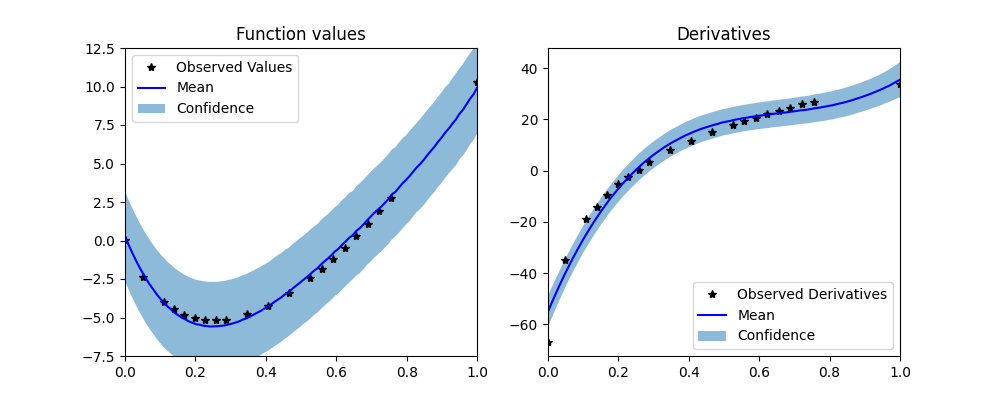 Function values
12.5
10.0
7.5
5.0
2.5
0.0
−2.5
−5.0
−7.5
0.0 0.2 0.4 0.6 0.8 1.0
Observed Values
Mean
Confidence
Derivatives
40
20
0
−20
−40
−60
0.0 0.2 0.4 0.6 0.8 1.0
Observed Derivatives
Mean
Confidence